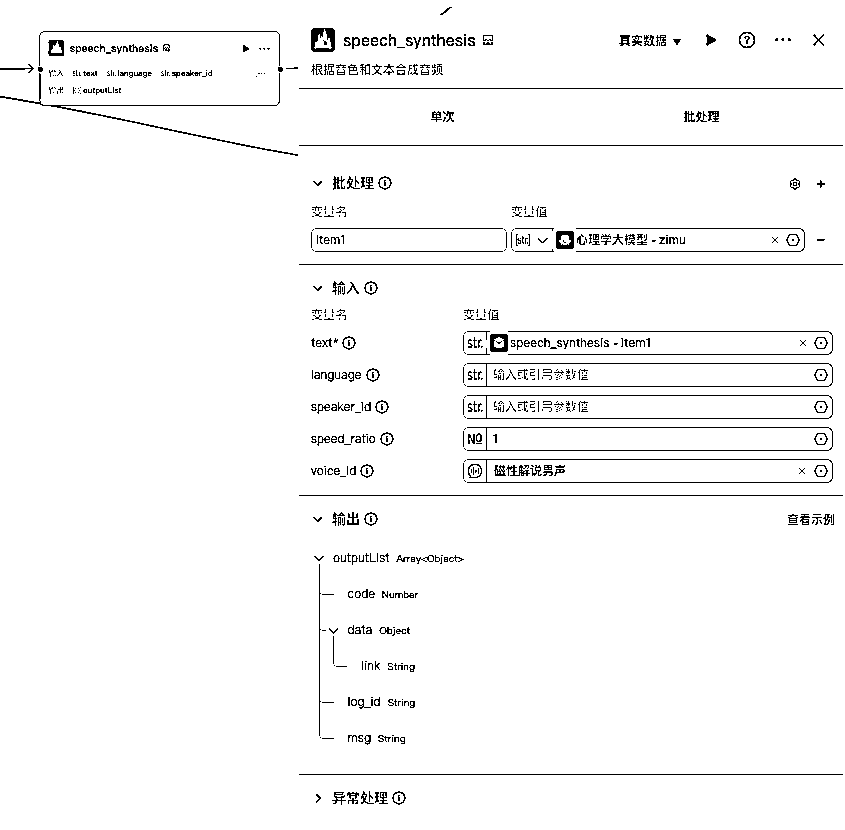 speech_synthesis
输入 str.text str.language str.speaker_id ...
输出 [o] outputList
speech_synthesis
真实数据
根据音色和文本合成音频
单次
批处理
批处理
变量名
变量值
item1
[str]
心理学大模型 - zimu
输入
变量名
变量值
text*
str.
speech_synthesis - item1
language
str.
输入或引用参数值
speaker_id
str.
输入或引用参数值
speed_ratio
№
1
voice_id
磁性解说男声
输出
查看示例
outputList Array<Object>
code Number
data Object
link String
log_id String
msg String
异常处理